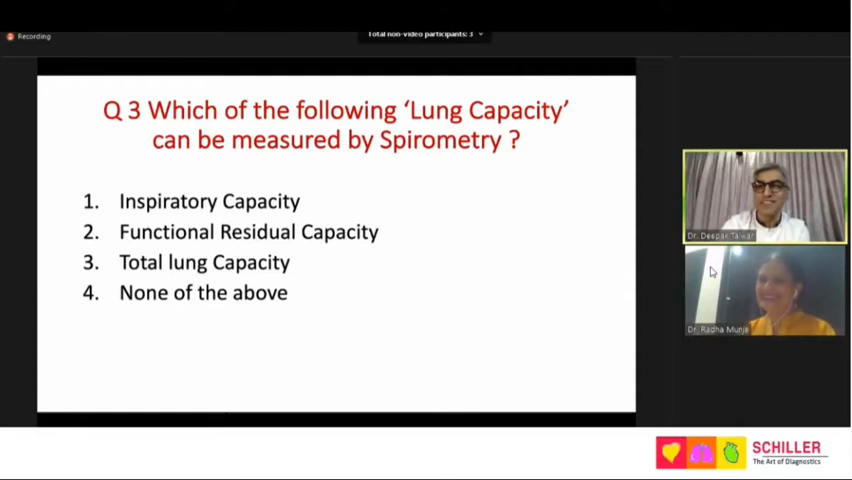 Recording
Total non-video participants: 3
Q 3 Which of the following ‘Lung Capacity’
can be measured by Spirometry ?
1. Inspiratory Capacity
2. Functional Residual Capacity
3. Total lung Capacity
4. None of the above
Dr. Deepak Talwar
Dr. Radha Munje
SCHILLER
The Art of Diagnostics